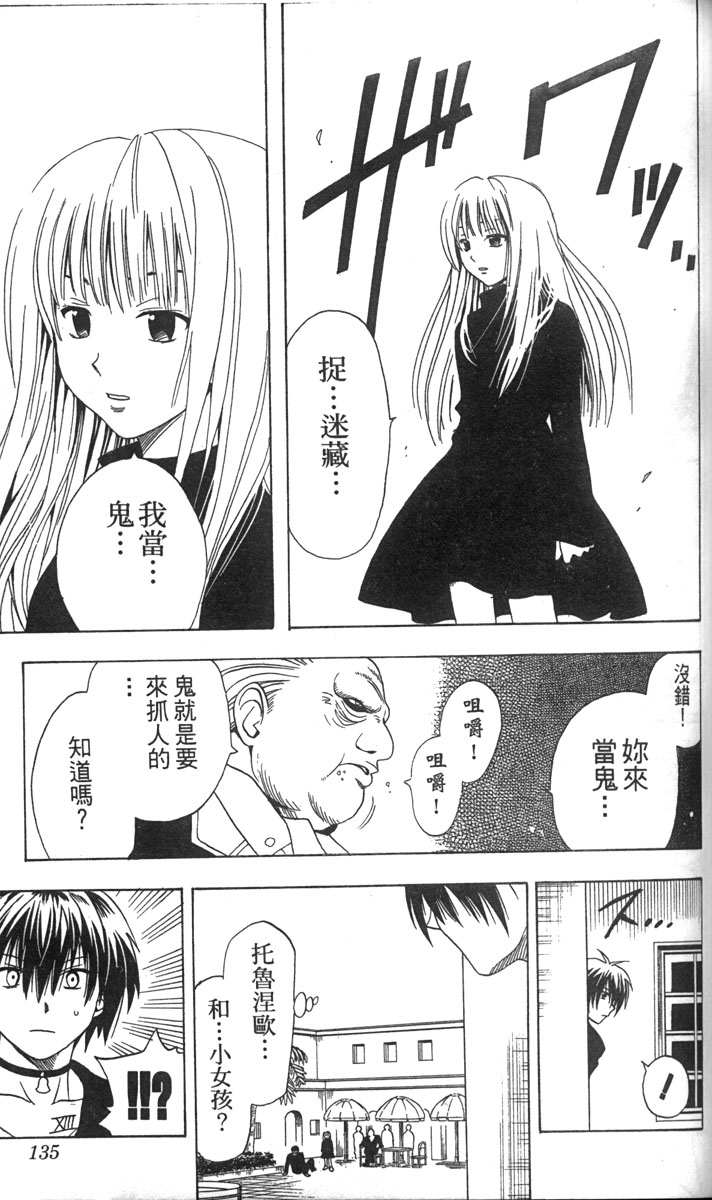 ザワッ…
捉…迷藏…
我當…
鬼…
沒錯！
妳來
當鬼…
咀嚼！
咀嚼！
鬼就是要
來抓人的
…
知道嗎？
ス…
！
托魯涅歐…
和…小女孩？
!!?
XIII
135